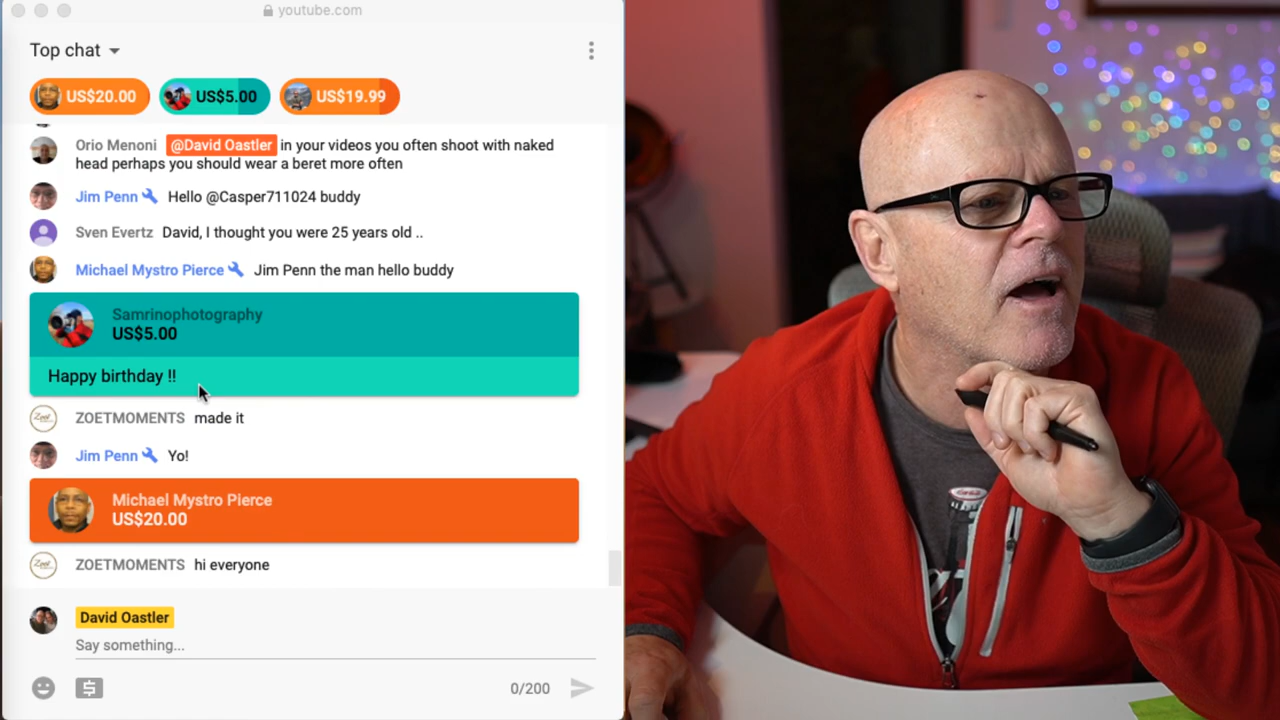 youtube.com
Top chat
US$20.00 US$5.00 US$19.99
Orio Menoni @David Oastler in your videos you often shoot with naked
head perhaps you should wear a beret more often
Jim Penn Hello @Casper711024 buddy
Sven Evertz David, I thought you were 25 years old ..
Michael Mystro Pierce Jim Penn the man hello buddy
Samrinophotography
US$5.00
Happy birthday !!
ZOETMOMENTS made it
Jim Penn Yo!
Michael Mystro Pierce
US$20.00
ZOETMOMENTS hi everyone
David Oastler
Say something...
0/200